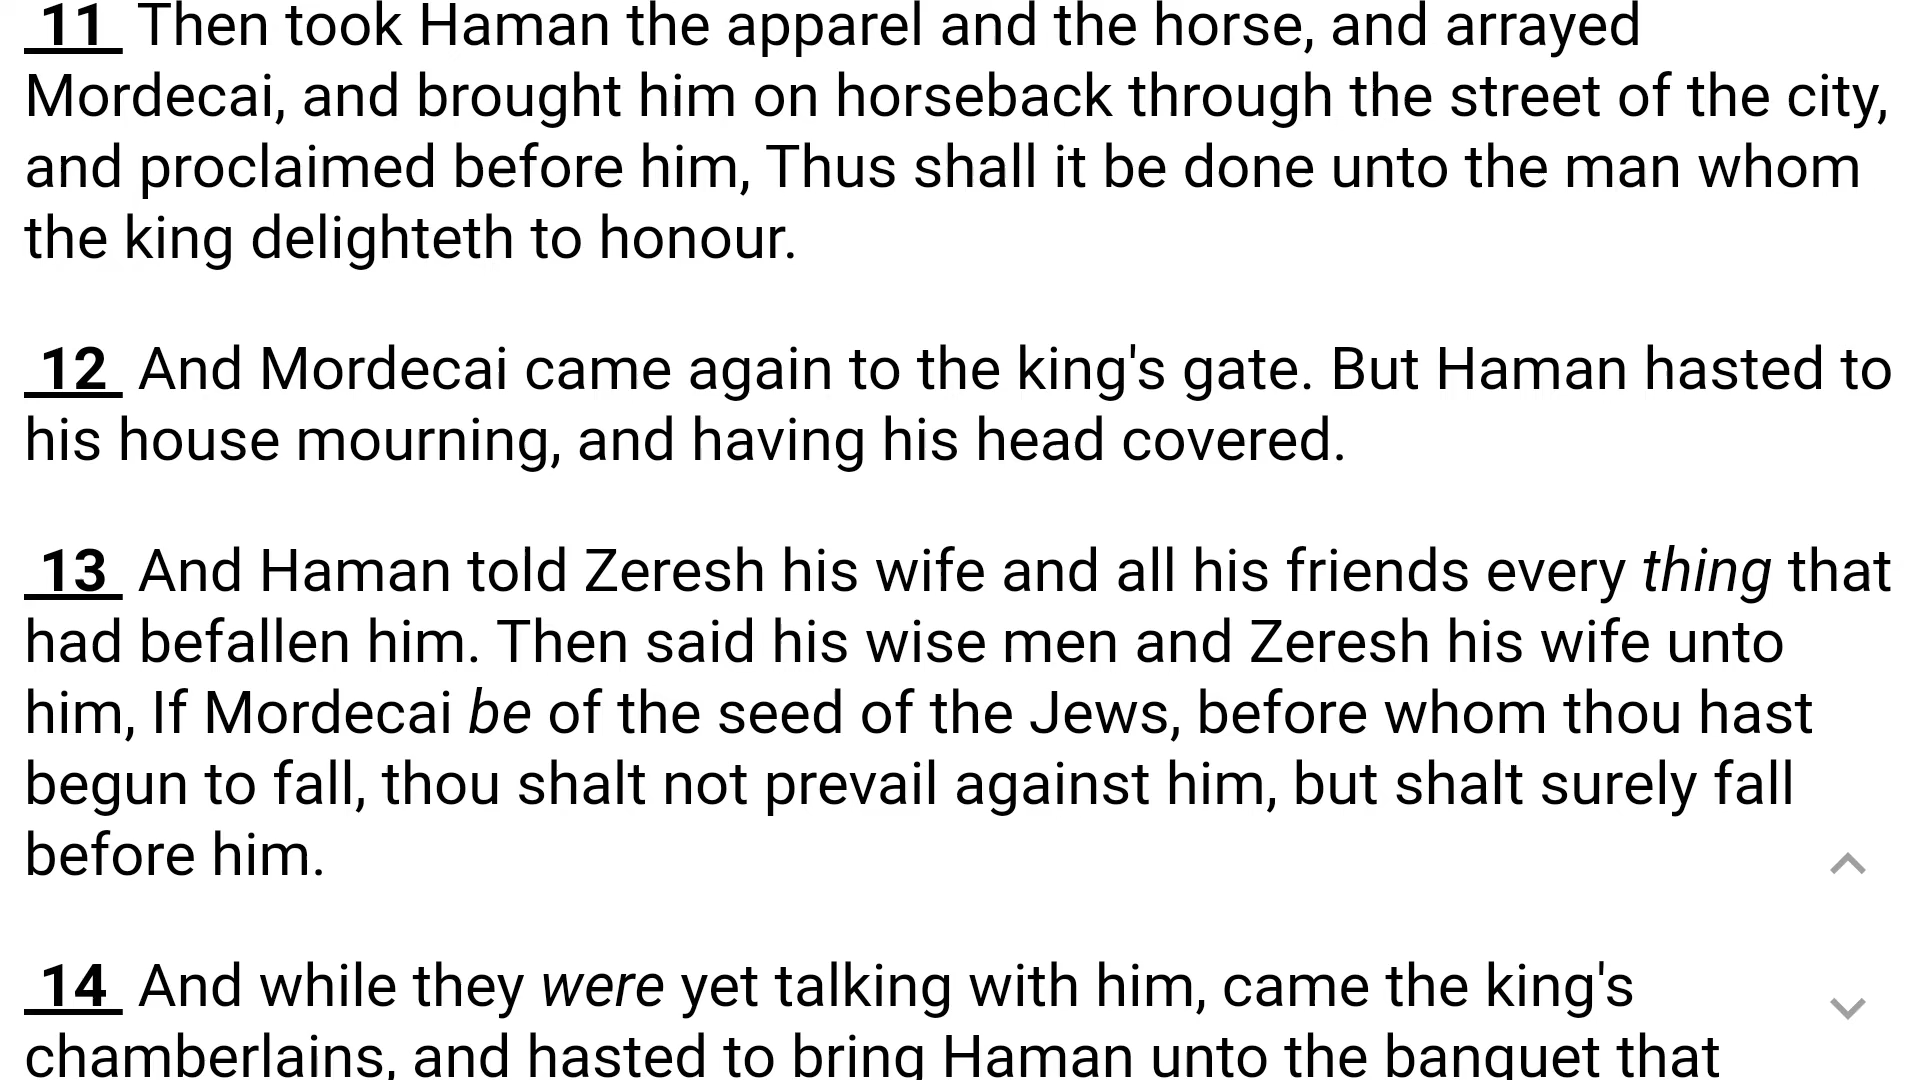 11 Then took Haman the apparel and the horse, and arrayed
Mordecai, and brought him on horseback through the street of the city,
and proclaimed before him, Thus shall it be done unto the man whom
the king delighteth to honour.
12 And Mordecai came again to the king's gate. But Haman hasted to
his house mourning, and having his head covered.
13 And Haman told Zeresh his wife and all his friends every thing that
had befallen him. Then said his wise men and Zeresh his wife unto
him, If Mordecai be of the seed of the Jews, before whom thou hast
begun to fall, thou shalt not prevail against him, but shalt surely fall
before him.
14 And while they were yet talking with him, came the king's
chamberlains, and hasted to bring Haman unto the banquet that